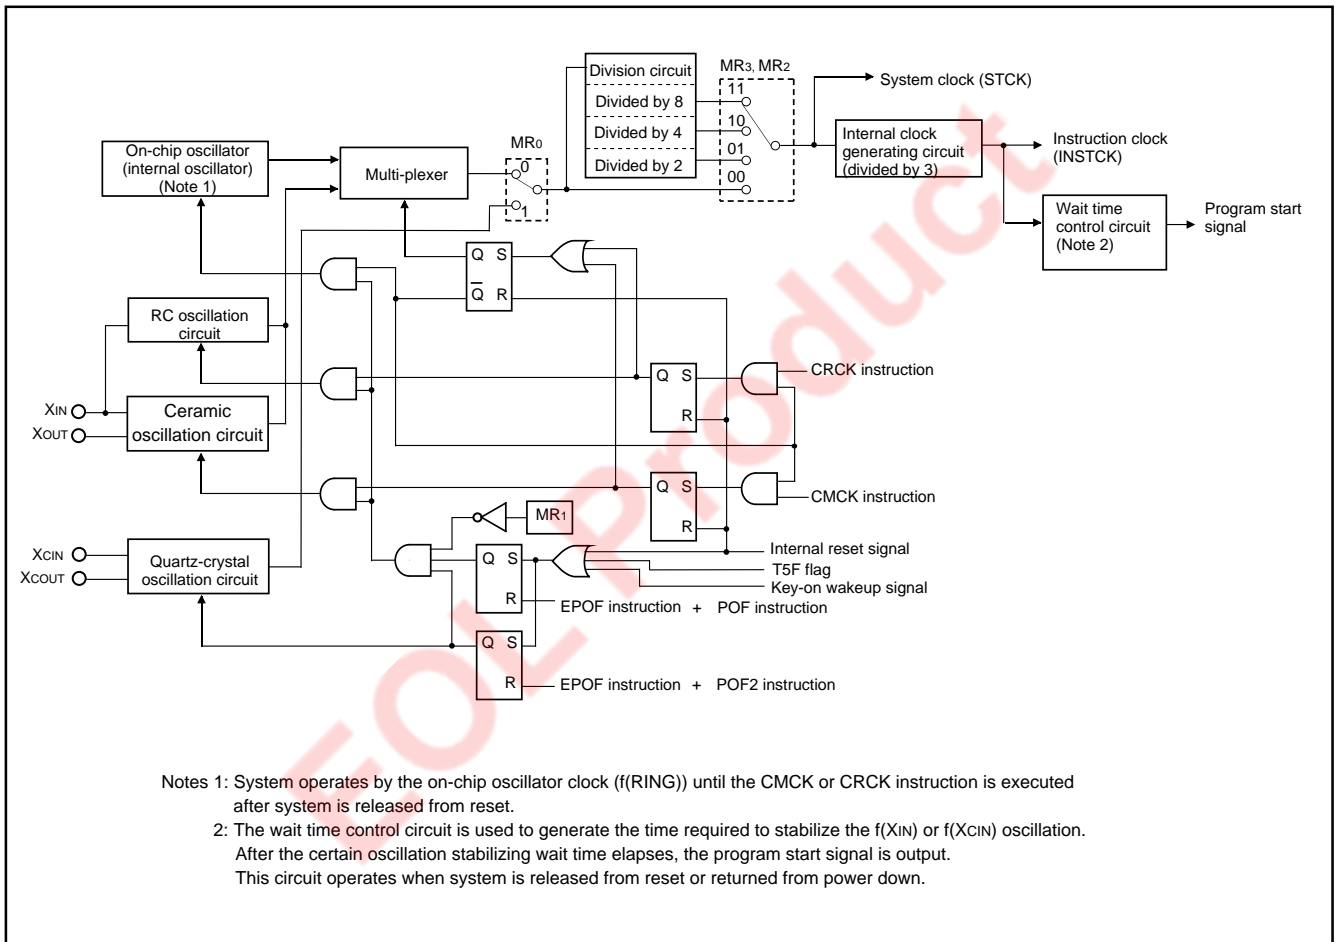 Division circuit
Divided by 8
Divided by 4
Divided by 2
MR3, MR2
11
10
01
00
System clock (STCK)
Internal clock
generating circuit
(divided by 3)
Instruction clock
(INSTCK)
Wait time
control circuit
(Note 2)
Program start
signal
On-chip oscillator
(internal oscillator)
(Note 1)
Multi-plexer
MR0
0
1
Q S
Q̅ R
RC oscillation
circuit
Q S
R
CRCK instruction
XIN
XOUT
Ceramic
oscillation circuit
Q S
R
CMCK instruction
MR1
XCIN
XCOUT
Quartz-crystal
oscillation circuit
Q S
R
Internal reset signal
T5F flag
Key-on wakeup signal
EPOF instruction + POF instruction
Q S
R
EPOF instruction + POF2 instruction
EOL Product
Notes 1: System operates by the on-chip oscillator clock (f(RING)) until the CMCK or CRCK instruction is executed
after system is released from reset.
2: The wait time control circuit is used to generate the time required to stabilize the f(XIN) or f(XCIN) oscillation.
After the certain oscillation stabilizing wait time elapses, the program start signal is output.
This circuit operates when system is released from reset or returned from power down.